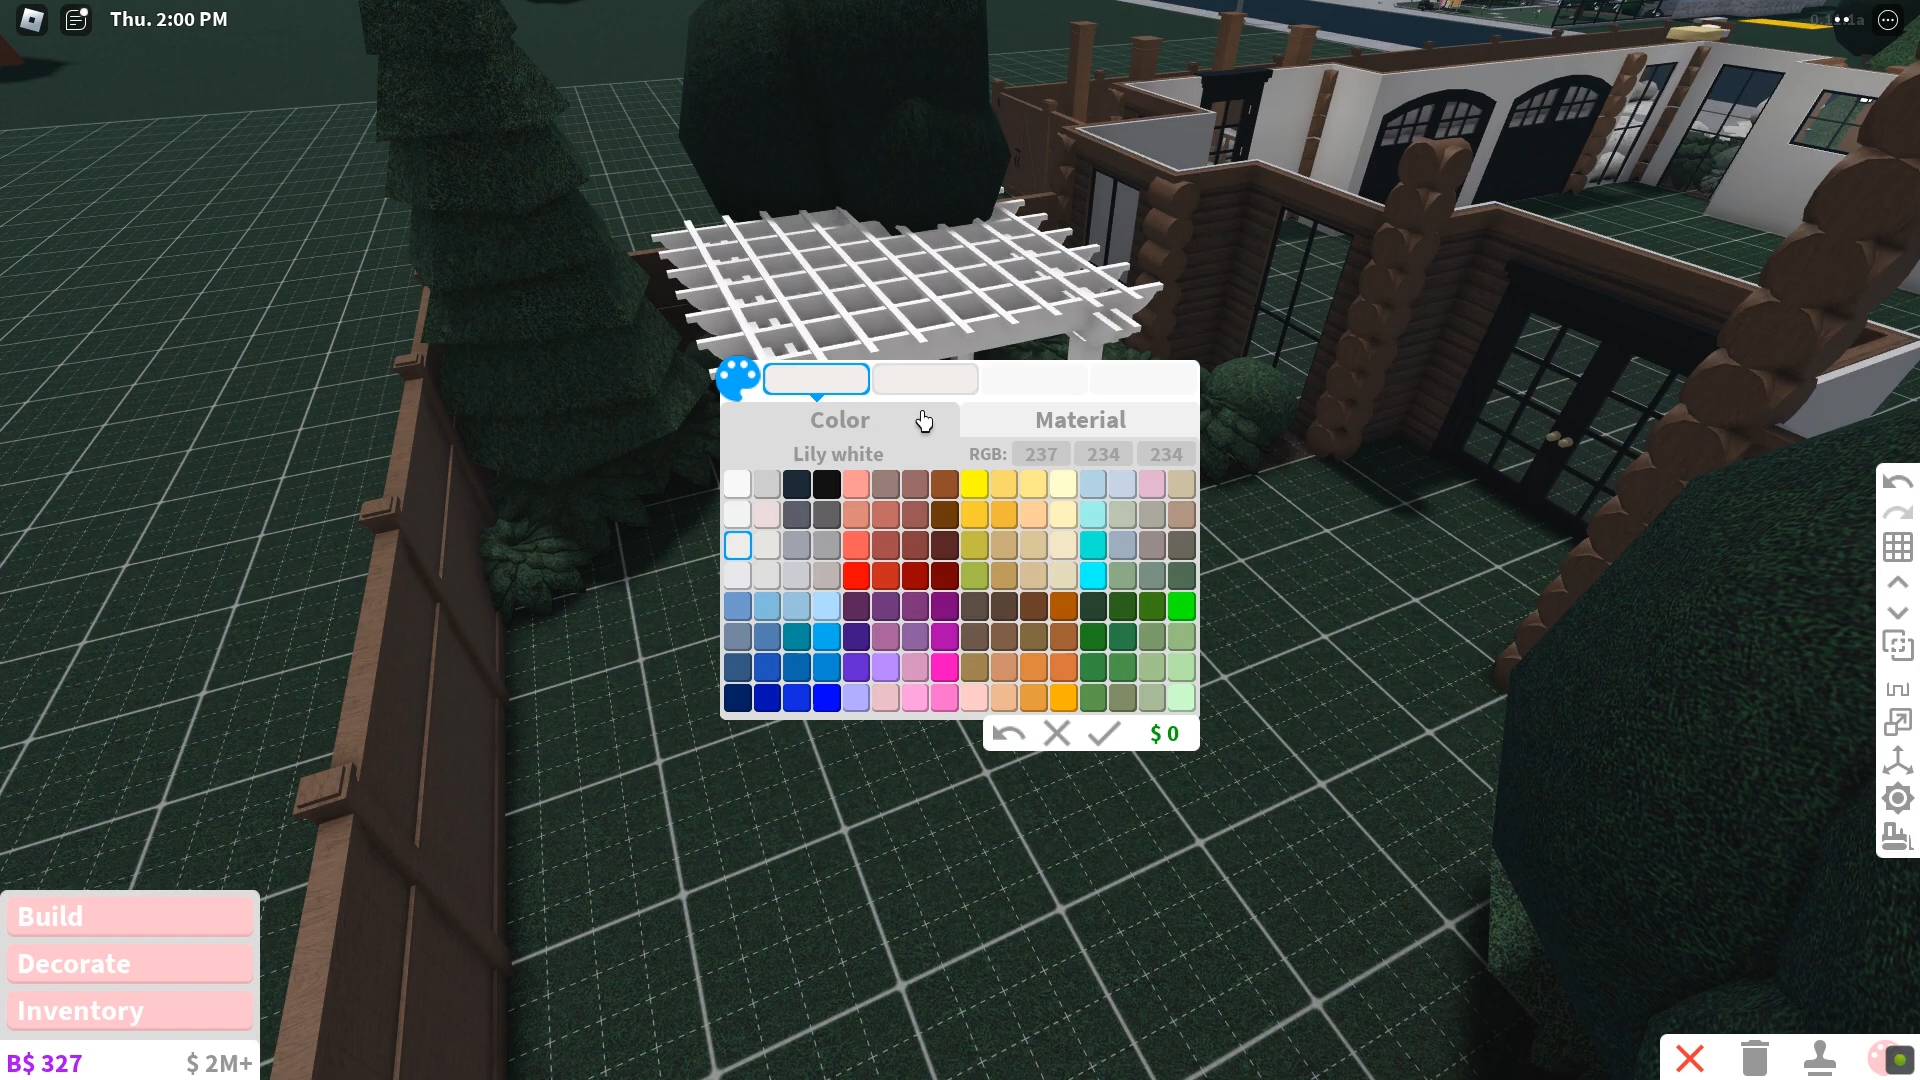 Thu. 2:00 PM
Color
Material
Lily white
RGB: 237 234 234
$ 0
Build
Decorate
Inventory
B$ 327
$ 2M+